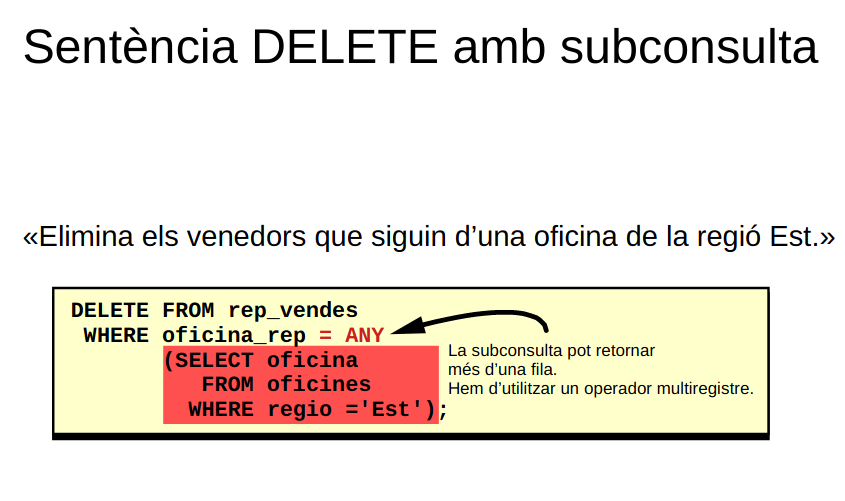 Sentència DELETE amb subconsulta
«Elimina els venedors que siguin d’una oficina de la regió Est.»
DELETE FROM rep_vendes
WHERE oficina_rep = ANY
(SELECT oficina
FROM oficines
WHERE regio ='Est');
La subconsulta pot retornar
més d’una fila.
Hem d’utilitzar un operador multiregistre.